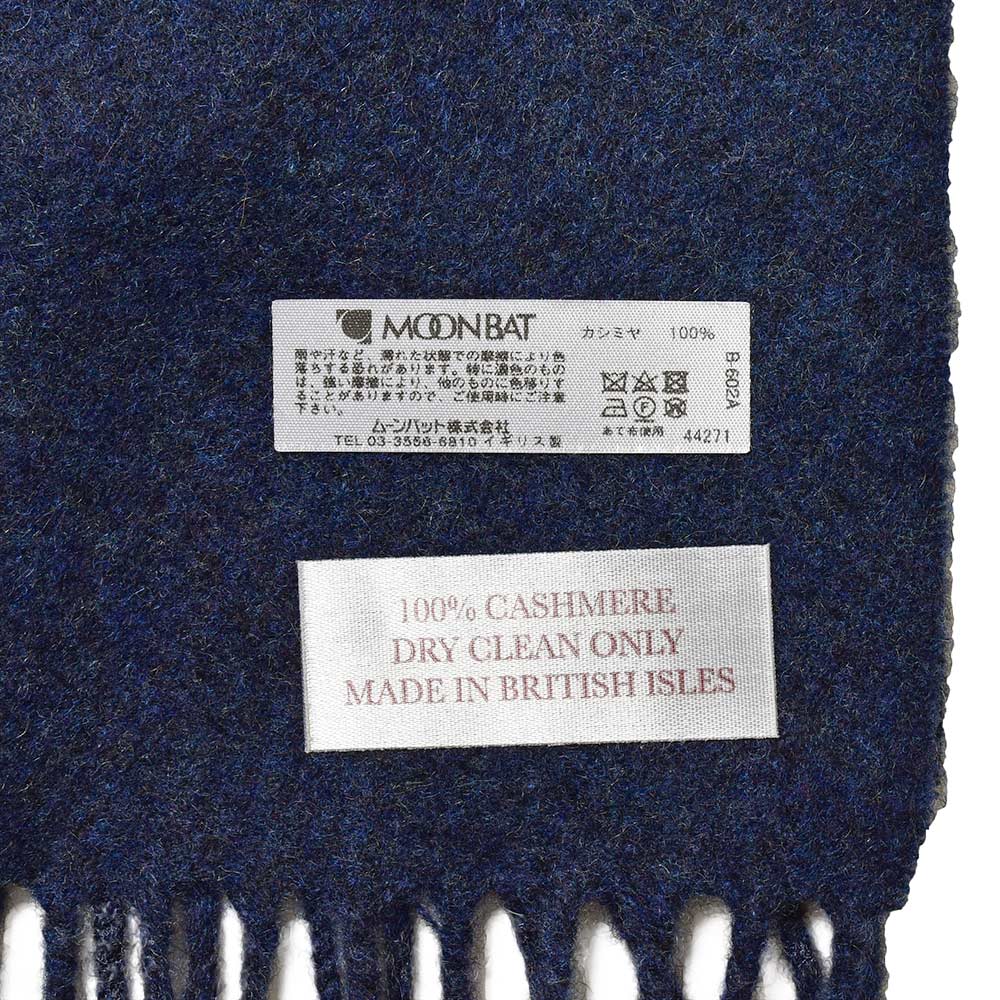 MOONBAT
カシミヤ 100%
雨や汗など、濡れた状態での摩擦により色
落ちする恐れがあります。特に濃色のもの
は、強い摩擦により、他のものに色移りす
ることがありますので、ご使用時にご注意
下さい。
ムーンバット株式会社
TEL 03-3556-6810 イギリス製
あて布使用
44271
B 602A
100% CASHMERE
DRY CLEAN ONLY
MADE IN BRITISH ISLES